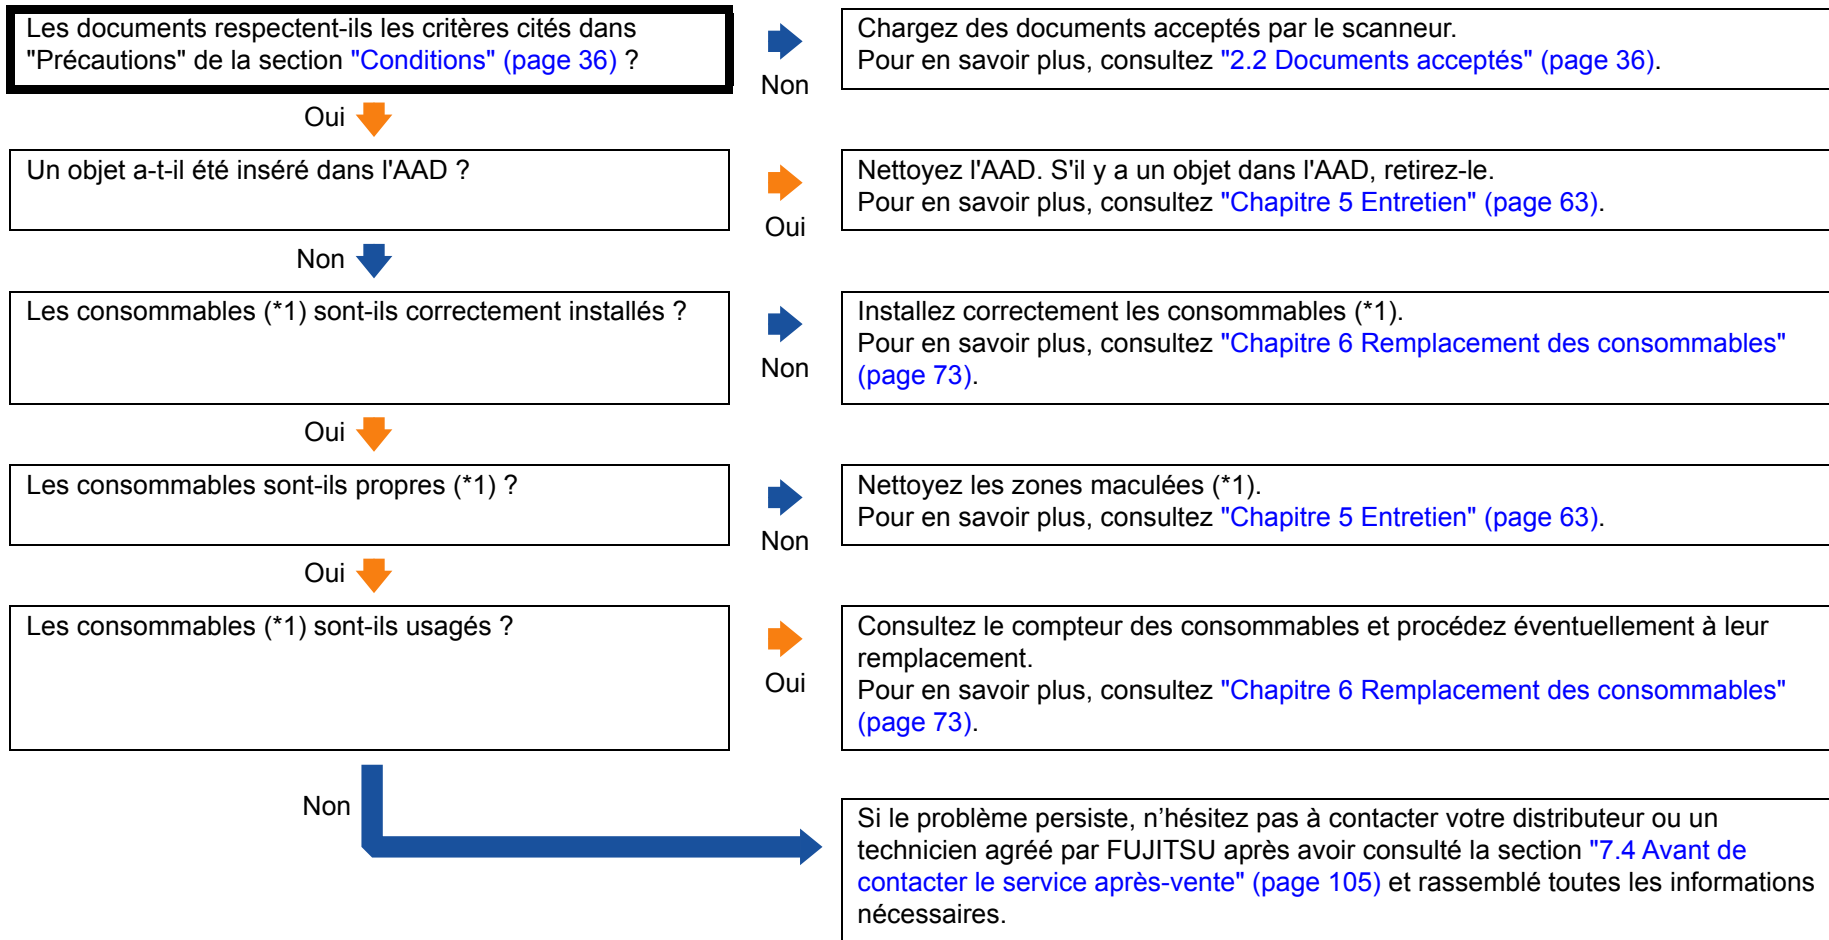 Les documents respectent-ils les critères cités dans
"Précautions" de la section "Conditions" (page 36) ?
Non
Chargez des documents acceptés par le scanneur.
Pour en savoir plus, consultez "2.2 Documents acceptés" (page 36).
Oui
Un objet a-t-il été inséré dans l'AAD ?
Oui
Nettoyez l'AAD. S'il y a un objet dans l'AAD, retirez-le.
Pour en savoir plus, consultez "Chapitre 5 Entretien" (page 63).
Non
Les consommables (*1) sont-ils correctement installés ?
Non
Installez correctement les consommables (*1).
Pour en savoir plus, consultez "Chapitre 6 Remplacement des consommables"
(page 73).
Oui
Les consommables sont-ils propres (*1) ?
Non
Nettoyez les zones maculées (*1).
Pour en savoir plus, consultez "Chapitre 5 Entretien" (page 63).
Oui
Les consommables (*1) sont-ils usagés ?
Oui
Consultez le compteur des consommables et procédez éventuellement à leur
remplacement.
Pour en savoir plus, consultez "Chapitre 6 Remplacement des consommables"
(page 73).
Non
Si le problème persiste, n’hésitez pas à contacter votre distributeur ou un
technicien agréé par FUJITSU après avoir consulté la section "7.4 Avant de
contacter le service après-vente" (page 105) et rassemblé toutes les informations
nécessaires.